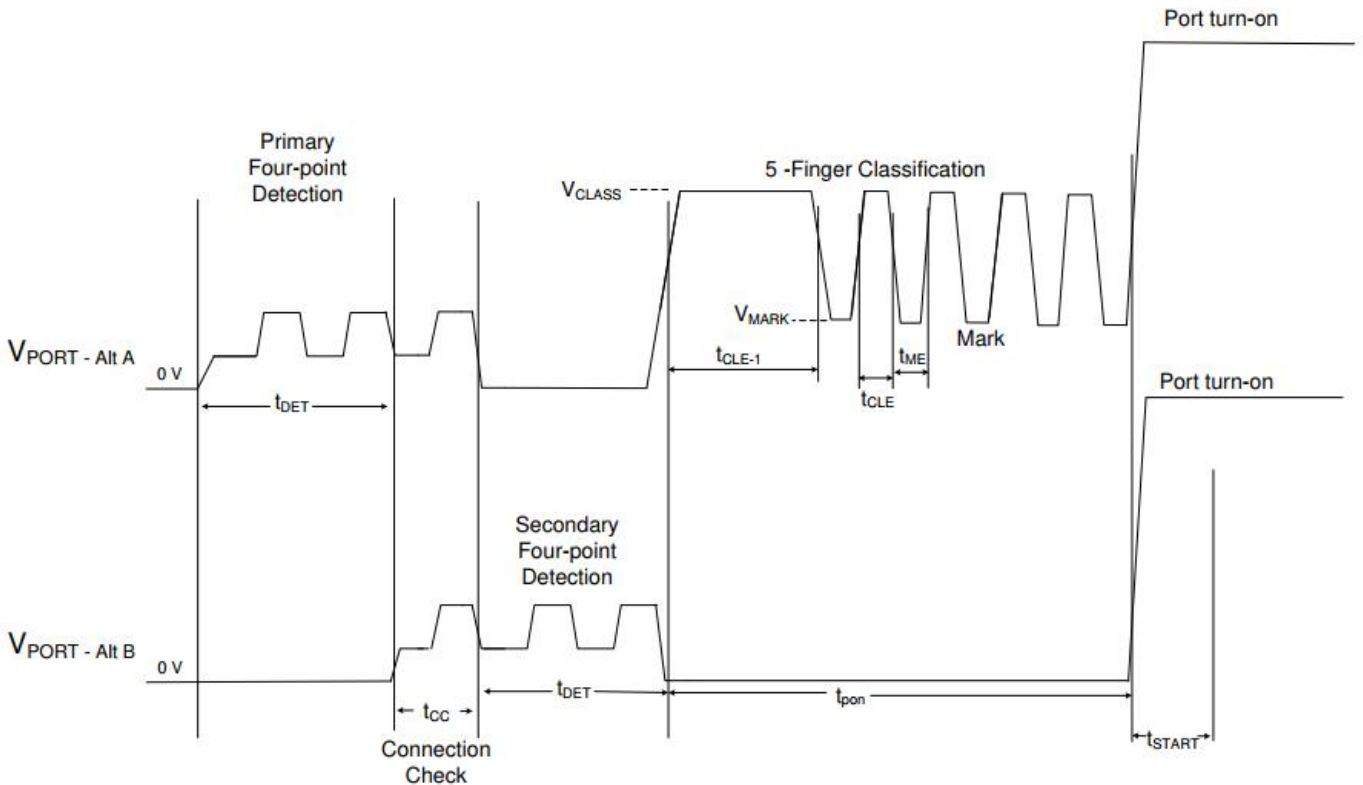 Port turn-on
Primary
Four-point
Detection
5 -Finger Classification
VCLASS
VMARK
Mark
VPORT - Alt A
0 V
tDET
tCLE-1
tME
tCLE
Port turn-on
Secondary
Four-point
Detection
VPORT - Alt B
0 V
tDET
tpon
tCC
tSTART
Connection
Check